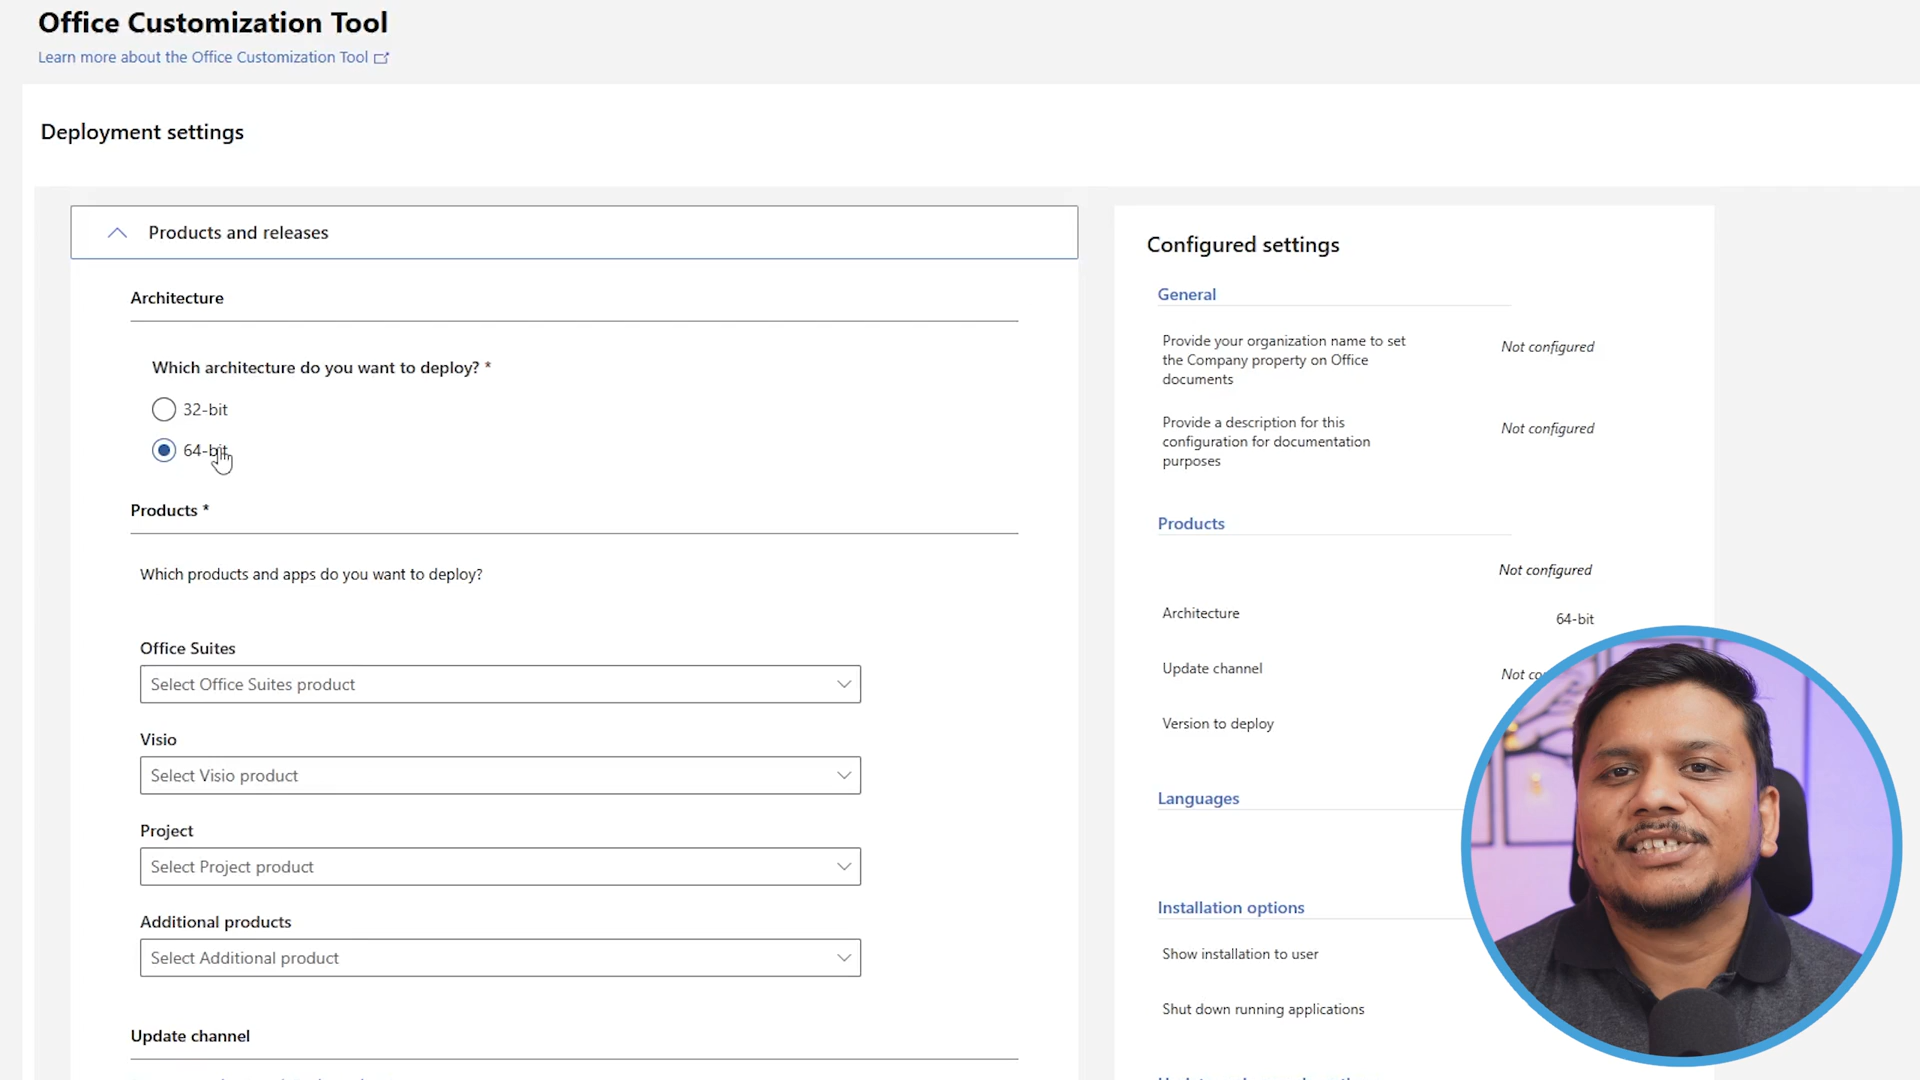 Office Customization Tool
Learn more about the Office Customization Tool
Deployment settings
Products and releases
Architecture
Which architecture do you want to deploy? *
32-bit
64-bit
Products *
Which products and apps do you want to deploy?
Office Suites
Select Office Suites product
Visio
Select Visio product
Project
Select Project product
Additional products
Select Additional product
Update channel
Configured settings
General
Provide your organization name to set
the Company property on Office
documents
Not configured
Provide a description for this
configuration for documentation
purposes
Not configured
Products
Not configured
Architecture
64-bit
Update channel
Not co
Version to deploy
Languages
Installation options
Show installation to user
Shut down running applications